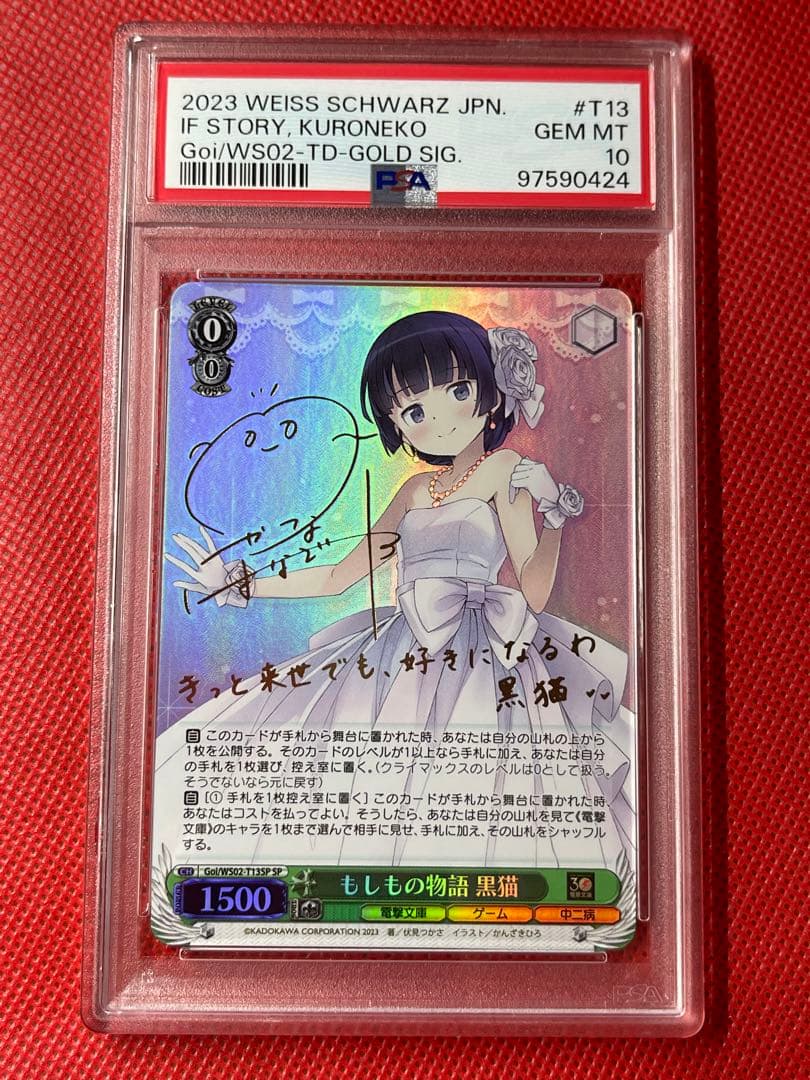 2023 WEISS SCHWARZ JPN. #T13
IF STORY, KURONEKO GEM MT
Goi/WS02-TD-GOLD SIG. 10
PSA 97590424
LEVEL
0
0
COST
きっと来世でも、好きになるわ
黒猫
自 このカードが手札から舞台に置かれた時、あなたは自分の山札の上から
1枚を公開する。そのカードのレベルが1以上なら手札に加え、あなたは自分
の手札を1枚選び、控え室に置く。(クライマックスのレベルは0として扱う。
そうでないなら元に戻す)
自 [① 手札を1枚控え室に置く] このカードが手札から舞台に置かれた時、
あなたはコストを払ってよい。そうしたら、あなたは自分の山札を見て《電撃
文庫》のキャラを1枚まで選んで相手に見せ、手札に加え、その山札をシャッフル
する。
CH Goi/WS02-T13SP SP
POWER 1500 もしもの物語 黒猫 30 電撃文庫
SOUL 電撃文庫 ゲーム 中二病
©KADOKAWA CORPORATION 2023 著/伏見つかさ イラスト/かんざきひろ
PSA